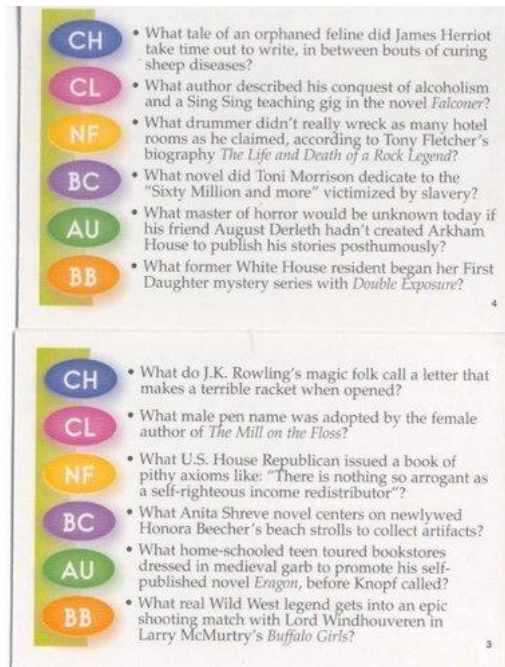 CH • What tale of an orphaned feline did James Herriot
take time out to write, in between bouts of curing
sheep diseases?
CL • What author described his conquest of alcoholism
and a Sing Sing teaching gig in the novel Falconer?
NF • What drummer didn't really wreck as many hotel
rooms as he claimed, according to Tony Fletcher's
biography The Life and Death of a Rock Legend?
BC • What novel did Toni Morrison dedicate to the
"Sixty Million and more" victimized by slavery?
AU • What master of horror would be unknown today if
his friend August Derleth hadn't created Arkham
House to publish his stories posthumously?
BB • What former White House resident began her First
Daughter mystery series with Double Exposure?
4
CH • What do J.K. Rowling's magic folk call a letter that
makes a terrible racket when opened?
CL • What male pen name was adopted by the female
author of The Mill on the Floss?
NF • What U.S. House Republican issued a book of
pithy axioms like: "There is nothing so arrogant as
a self-righteous income redistributor"?
BC • What Anita Shreve novel centers on newlywed
Honora Beecher's beach strolls to collect artifacts?
AU • What home-schooled teen toured bookstores
dressed in medieval garb to promote his self-
published novel Eragon, before Knopf called?
BB • What real Wild West legend gets into an epic
shooting match with Lord Windhouveren in
Larry McMurtry's Buffalo Girls?
3